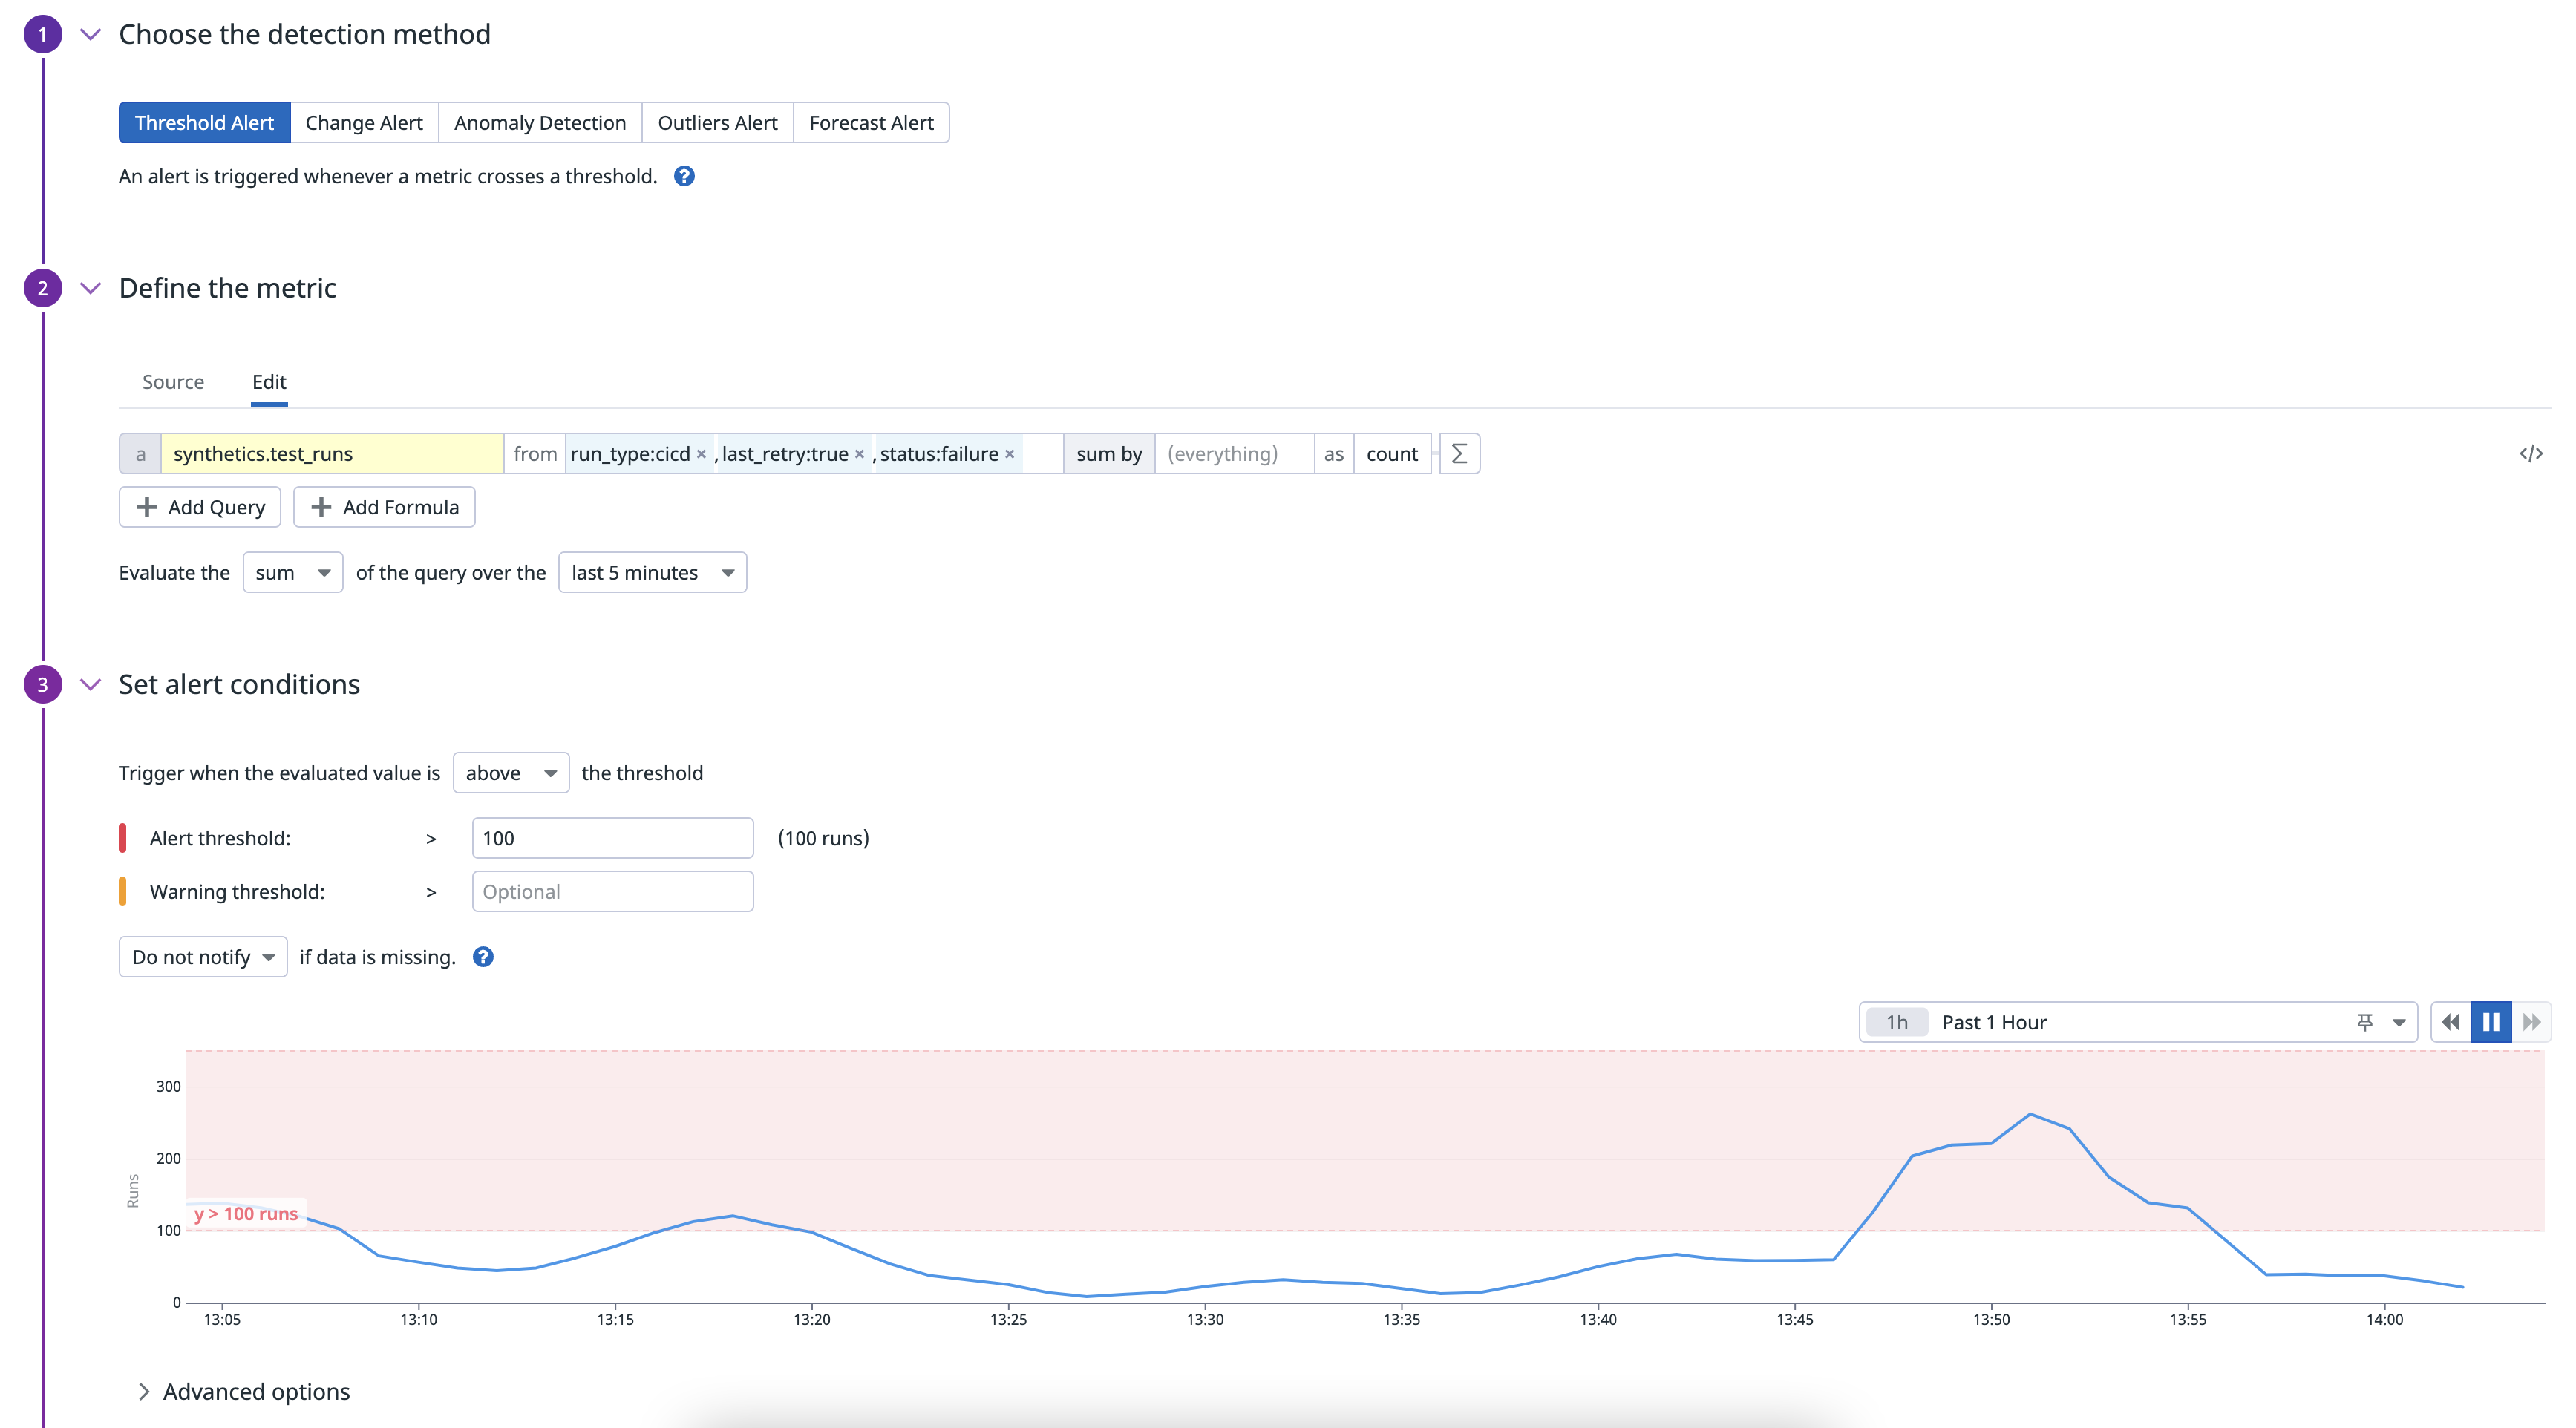 1 Choose the detection method
Threshold Alert Change Alert Anomaly Detection Outliers Alert Forecast Alert
An alert is triggered whenever a metric crosses a threshold. ?
2 Define the metric
Source Edit
a synthetics.test_runs from run_type:cicd × , last_retry:true × , status:failure × sum by (everything) as count Σ </>
+ Add Query + Add Formula
Evaluate the sum of the query over the last 5 minutes
3 Set alert conditions
Trigger when the evaluated value is above the threshold
Alert threshold: > 100 (100 runs)
Warning threshold: > Optional
Do not notify if data is missing. ?
1h Past 1 Hour
300
200
Runs
y > 100 runs
100
0
13:05 13:10 13:15 13:20 13:25 13:30 13:35 13:40 13:45 13:50 13:55 14:00
Advanced options